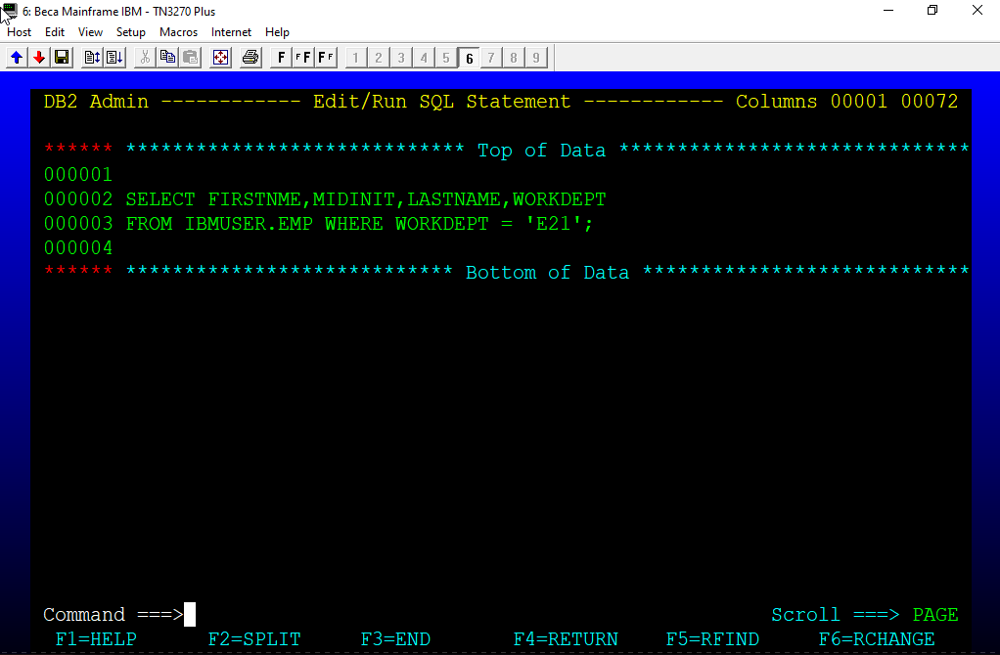 6: Beca Mainframe IBM - TN3270 Plus
Host Edit View Setup Macros Internet Help
F FF FF 1 2 3 4 5 6 7 8 9
DB2 Admin ------------ Edit/Run SQL Statement ------------ Columns 00001 00072
****** ***************************** Top of Data ******************************
000001
000002 SELECT FIRSTNME,MIDINIT,LASTNAME,WORKDEPT
000003 FROM IBMUSER.EMP WHERE WORKDEPT = 'E21';
000004
****** **************************** Bottom of Data ****************************
Command ===> Scroll ===> PAGE
F1=HELP F2=SPLIT F3=END F4=RETURN F5=RFIND F6=RCHANGE